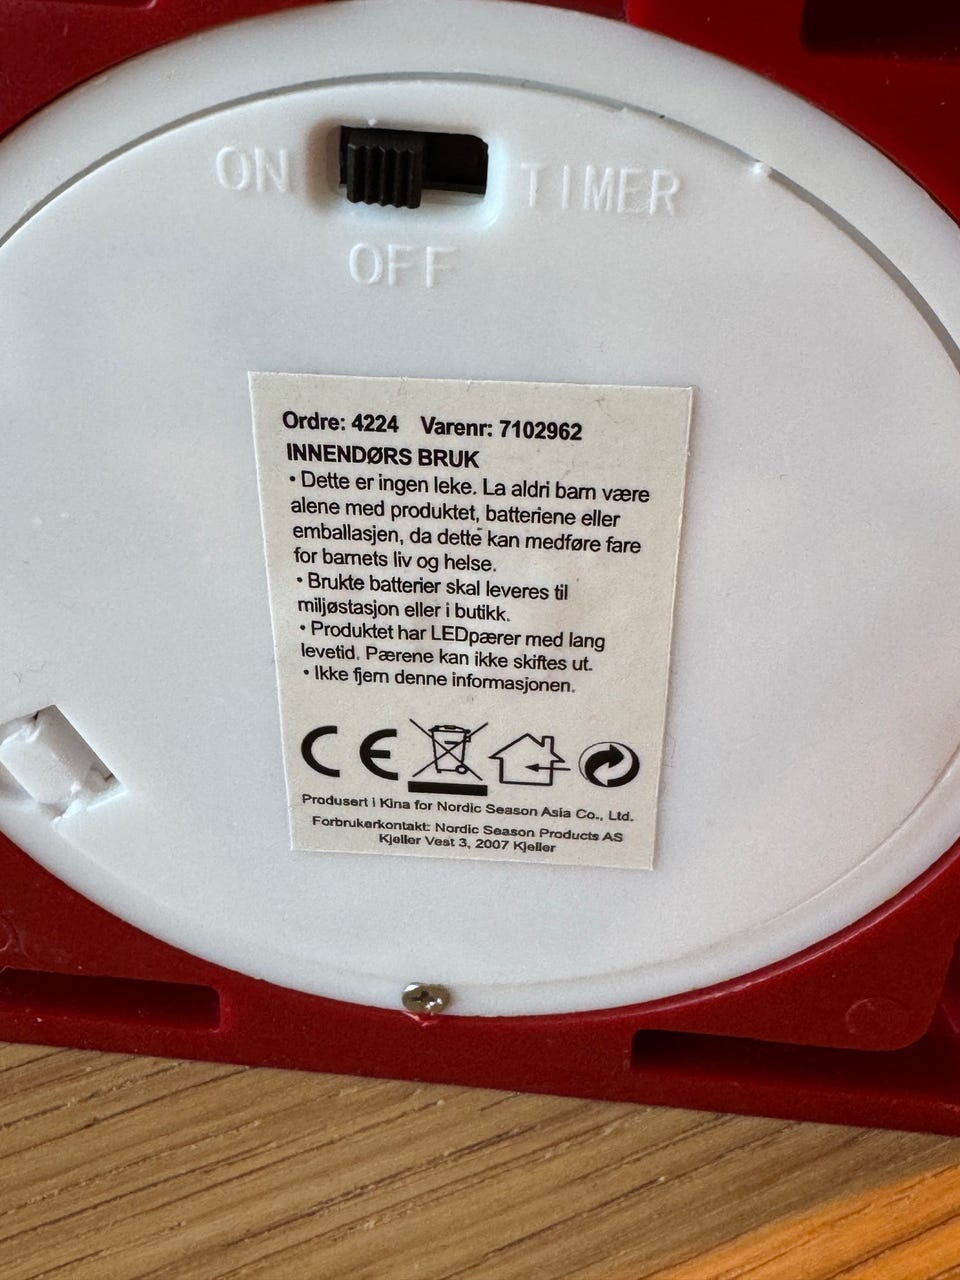 ON TIMER
OFF
Ordre: 4224 Varenr: 7102962
INNENDØRS BRUK
• Dette er ingen leke. La aldri barn være
alene med produktet, batteriene eller
emballasjen, da dette kan medføre fare
for barnets liv og helse.
• Brukte batterier skal leveres til
miljøstasjon eller i butikk.
• Produktet har LEDpærer med lang
levetid. Pærene kan ikke skiftes ut.
• Ikke fjern denne informasjonen.
CE
Produsert i Kina for Nordic Season Asia Co., Ltd.
Forbrukerkontakt: Nordic Season Products AS
Kjeller Vest 3, 2007 Kjeller